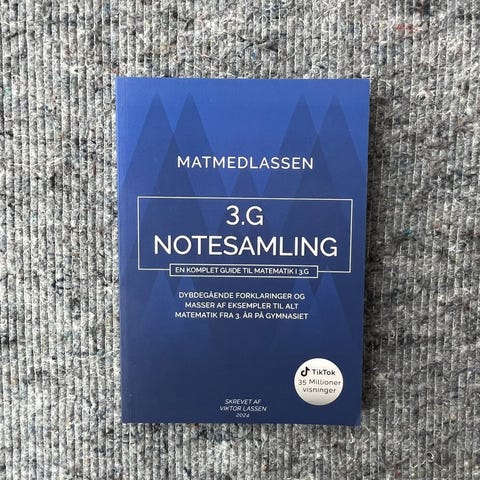 MATMEDLASSEN
3.G
NOTESAMLING
EN KOMPLET GUIDE TIL MATEMATIK I 3.G
DYBDEGÅENDE FORKLARINGER OG
MASSER AF EKSEMPLER TIL ALT
MATEMATIK FRA 3. ÅR PÅ GYMNASIET
TikTok
35 Millioner
visninger
SKREVET AF
VIKTOR LASSEN
2024